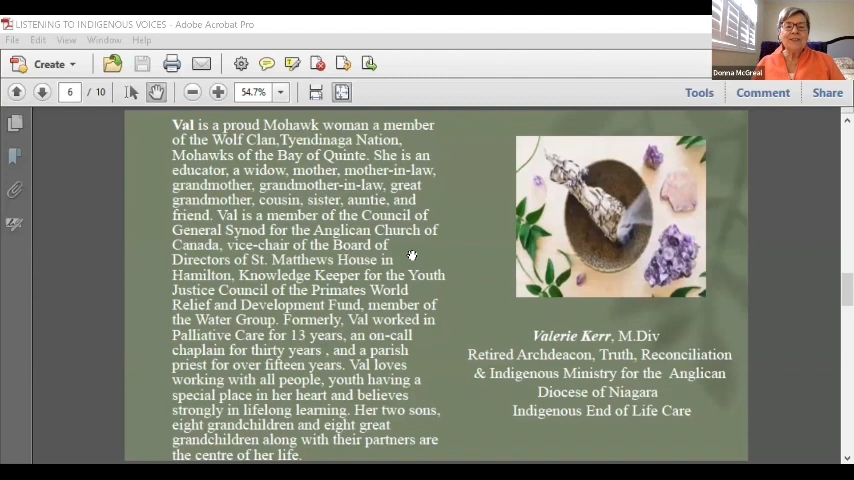 LISTENING TO INDIGENOUS VOICES - Adobe Acrobat Pro
File Edit View Window Help
Create
6 / 10
54.7%
Tools Comment Share
Donna McGreal
Val is a proud Mohawk woman a member
of the Wolf Clan,Tyendinaga Nation,
Mohawks of the Bay of Quinte. She is an
educator, a widow, mother, mother-in-law,
grandmother, grandmother-in-law, great
grandmother, cousin, sister, auntie, and
friend. Val is a member of the Council of
General Synod for the Anglican Church of
Canada, vice-chair of the Board of
Directors of St. Matthews House in
Hamilton, Knowledge Keeper for the Youth
Justice Council of the Primates World
Relief and Development Fund, member of
the Water Group. Formerly, Val worked in
Palliative Care for 13 years, an on-call
chaplain for thirty years , and a parish
priest for over fifteen years. Val loves
working with all people, youth having a
special place in her heart and believes
strongly in lifelong learning. Her two sons,
eight grandchildren and eight great
grandchildren along with their partners are
the centre of her life.
Valerie Kerr, M.Div
Retired Archdeacon, Truth, Reconciliation
& Indigenous Ministry for the Anglican
Diocese of Niagara
Indigenous End of Life Care